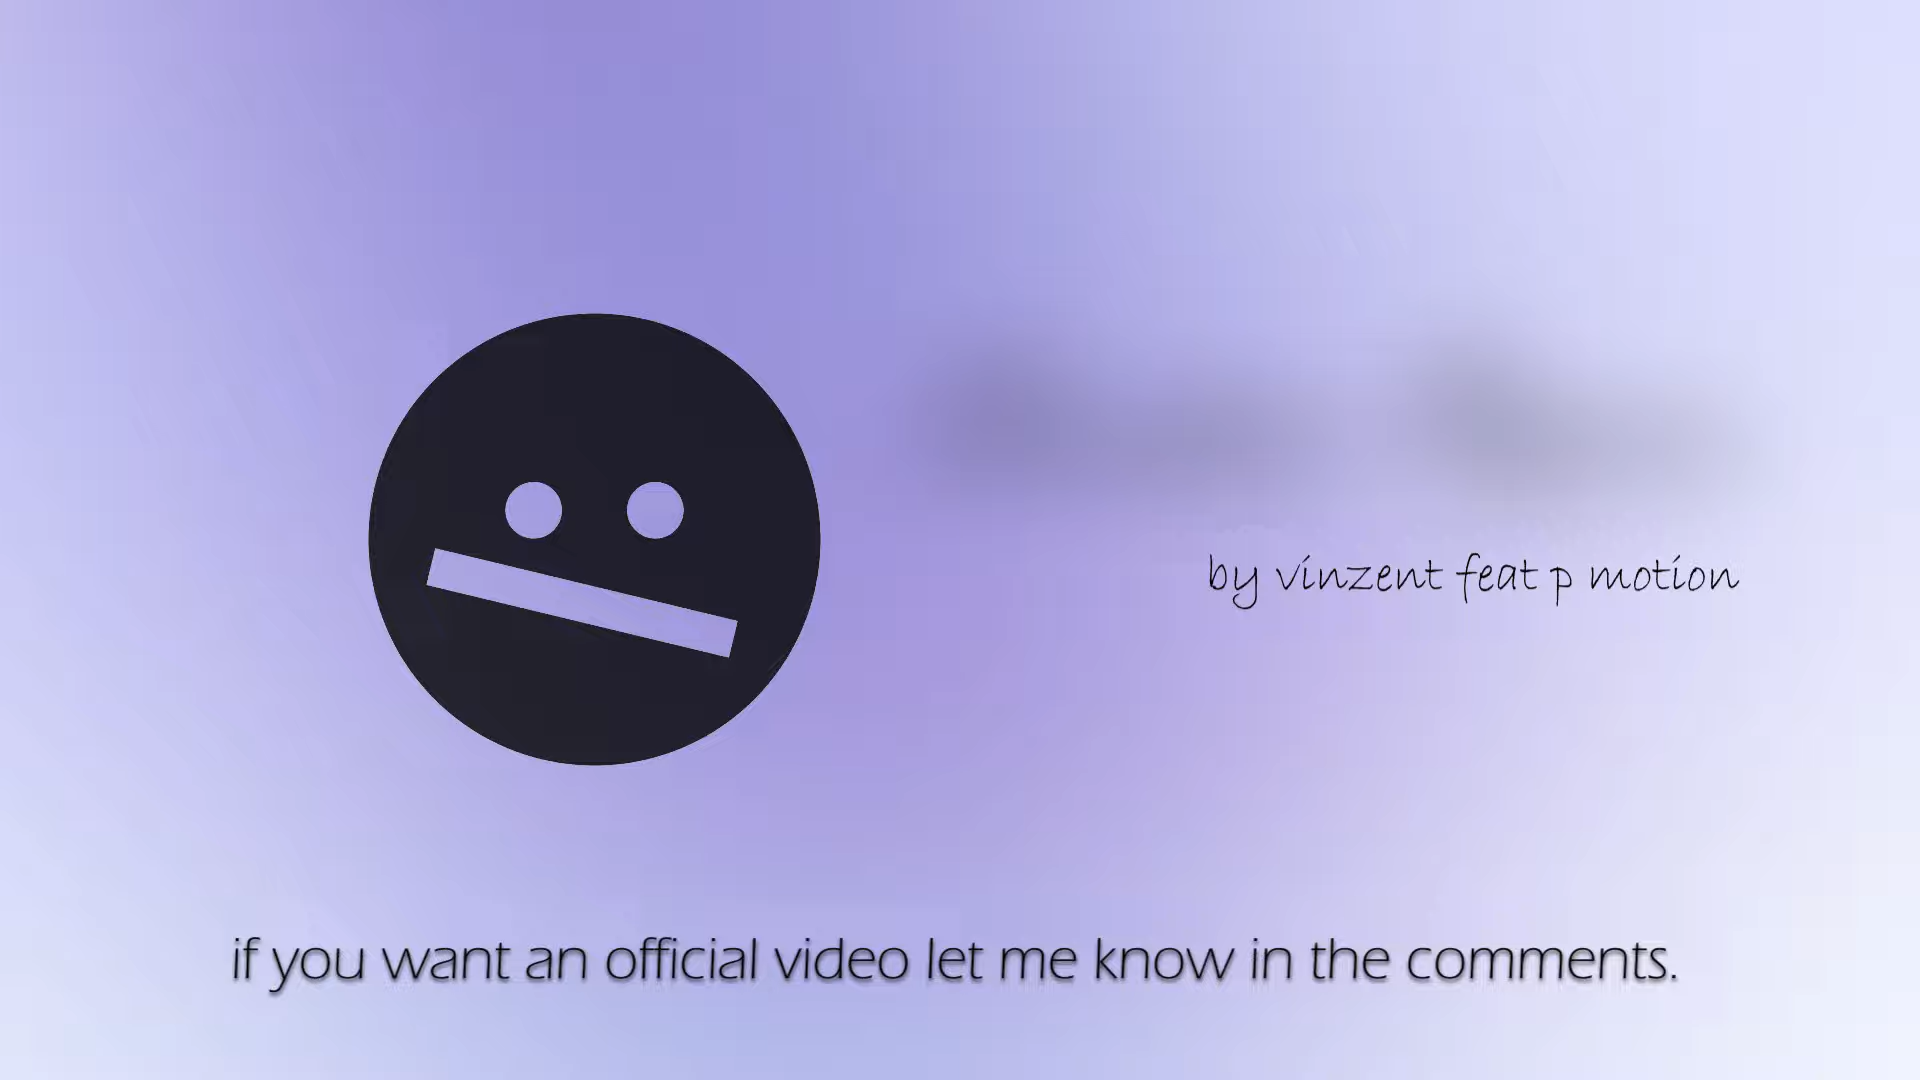 by vinzent feat p motion
if you want an official video let me know in the comments.